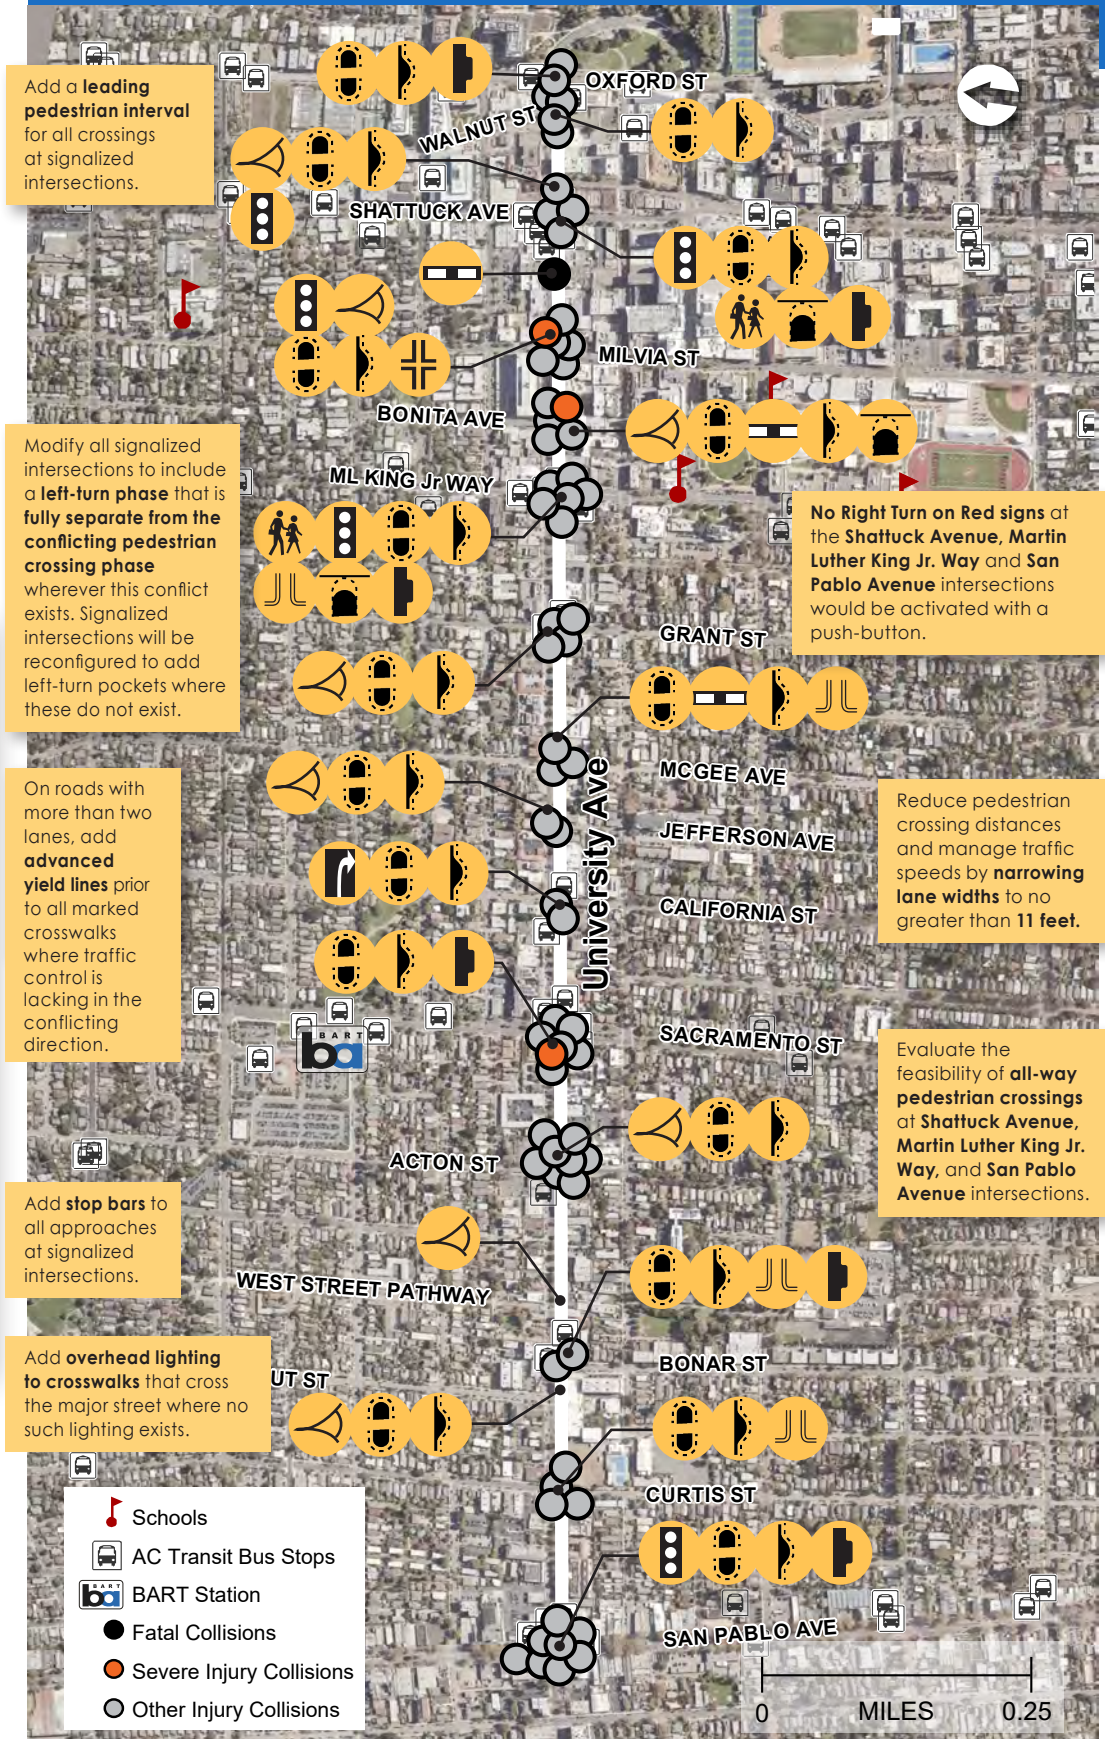 OXFORD ST
WALNUT ST
SHATTUCK AVE
MILVIA ST
BONITA AVE
ML KING Jr WAY
GRANT ST
MCGEE AVE
JEFFERSON AVE
CALIFORNIA ST
University Ave
SACRAMENTO ST
ACTON ST
WEST STREET PATHWAY
BONAR ST
UT ST
CURTIS ST
SAN PABLO AVE
Add a leading
pedestrian interval
for all crossings
at signalized
intersections.
Modify all signalized
intersections to include
a left-turn phase that is
fully separate from the
conflicting pedestrian
crossing phase
wherever this conflict
exists. Signalized
intersections will be
reconfigured to add
left-turn pockets where
these do not exist.
No Right Turn on Red signs at
the Shattuck Avenue, Martin
Luther King Jr. Way and San
Pablo Avenue intersections
would be activated with a
push-button.
On roads with
more than two
lanes, add
advanced
yield lines prior
to all marked
crosswalks
where traffic
control is
lacking in the
conflicting
direction.
Reduce pedestrian
crossing distances
and manage traffic
speeds by narrowing
lane widths to no
greater than 11 feet.
BART
ba
Evaluate the
feasibility of all-way
pedestrian crossings
at Shattuck Avenue,
Martin Luther King Jr.
Way, and San Pablo
Avenue intersections.
Add stop bars to
all approaches
at signalized
intersections.
Add overhead lighting
to crosswalks that cross
the major street where no
such lighting exists.
Schools
AC Transit Bus Stops
BART
ba
BART Station
Fatal Collisions
Severe Injury Collisions
Other Injury Collisions
0 MILES 0.25